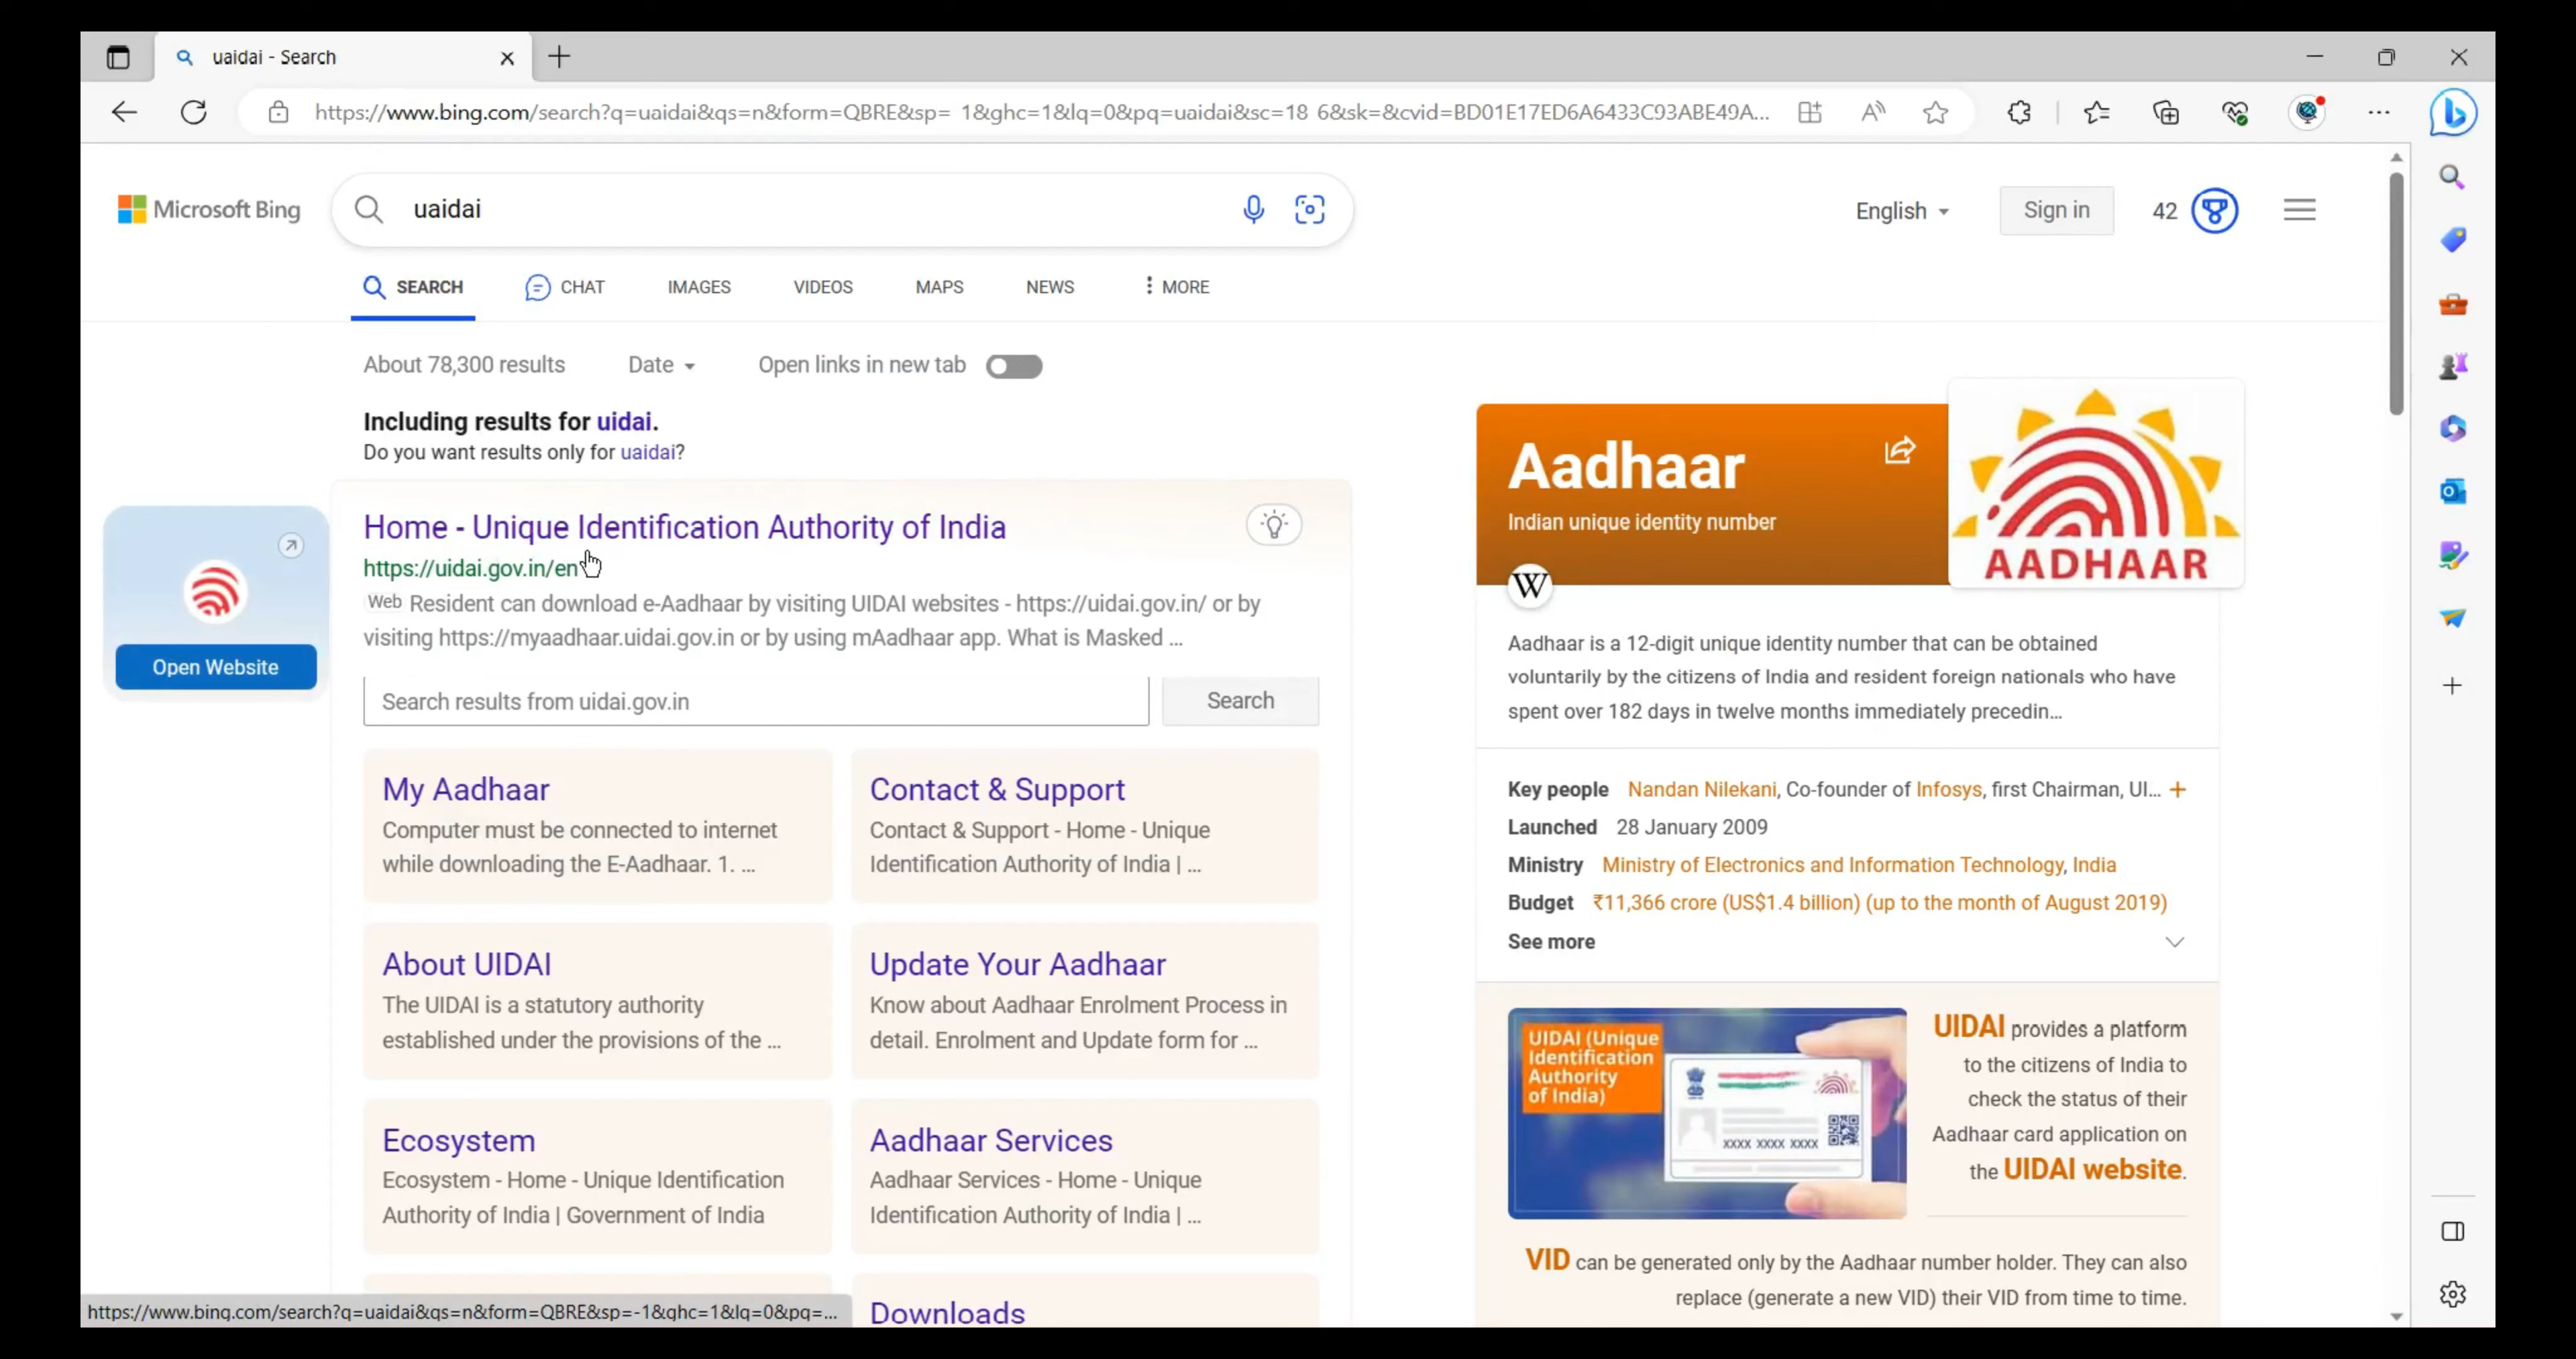 uaidai - Search
https://www.bing.com/search?q=uaidai&qs=n&form=QBRE&sp= 1&ghc=1&lq=0&pq=uaidai&sc=18 6&sk=&cvid=BD01E17ED6A6433C93ABE49A...
Microsoft Bing
uaidai
English
Sign in
42
SEARCH
CHAT
IMAGES
VIDEOS
MAPS
NEWS
MORE
About 78,300 results
Date
Open links in new tab
Including results for uidai.
Do you want results only for uaidai?
Open Website
Home - Unique Identification Authority of India
https://uidai.gov.in/en
Web Resident can download e-Aadhaar by visiting UIDAI websites - https://uidai.gov.in/ or by
visiting https://myaadhaar.uidai.gov.in or by using mAadhaar app. What is Masked ...
Search results from uidai.gov.in
Search
My Aadhaar
Computer must be connected to internet
while downloading the E-Aadhaar. 1. ...
Contact & Support
Contact & Support - Home - Unique
Identification Authority of India | ...
About UIDAI
The UIDAI is a statutory authority
established under the provisions of the ...
Update Your Aadhaar
Know about Aadhaar Enrolment Process in
detail. Enrolment and Update form for ...
Ecosystem
Ecosystem - Home - Unique Identification
Authority of India | Government of India
Aadhaar Services
Aadhaar Services - Home - Unique
Identification Authority of India | ...
Downloads
https://www.bing.com/search?q=uaidai&qs=n&form=QBRE&sp=-1&ghc=1&lq=0&pq=...
Aadhaar
Indian unique identity number
AADHAAR
W
Aadhaar is a 12-digit unique identity number that can be obtained
voluntarily by the citizens of India and resident foreign nationals who have
spent over 182 days in twelve months immediately precedin...
Key people Nandan Nilekani, Co-founder of Infosys, first Chairman, UI... +
Launched 28 January 2009
Ministry Ministry of Electronics and Information Technology, India
Budget ₹11,366 crore (US$1.4 billion) (up to the month of August 2019)
See more
UIDAI (Unique
Identification
Authority
of India)
XXXX XXXX XXXX
UIDAI provides a platform
to the citizens of India to
check the status of their
Aadhaar card application on
the UIDAI website.
VID can be generated only by the Aadhaar number holder. They can also
replace (generate a new VID) their VID from time to time.